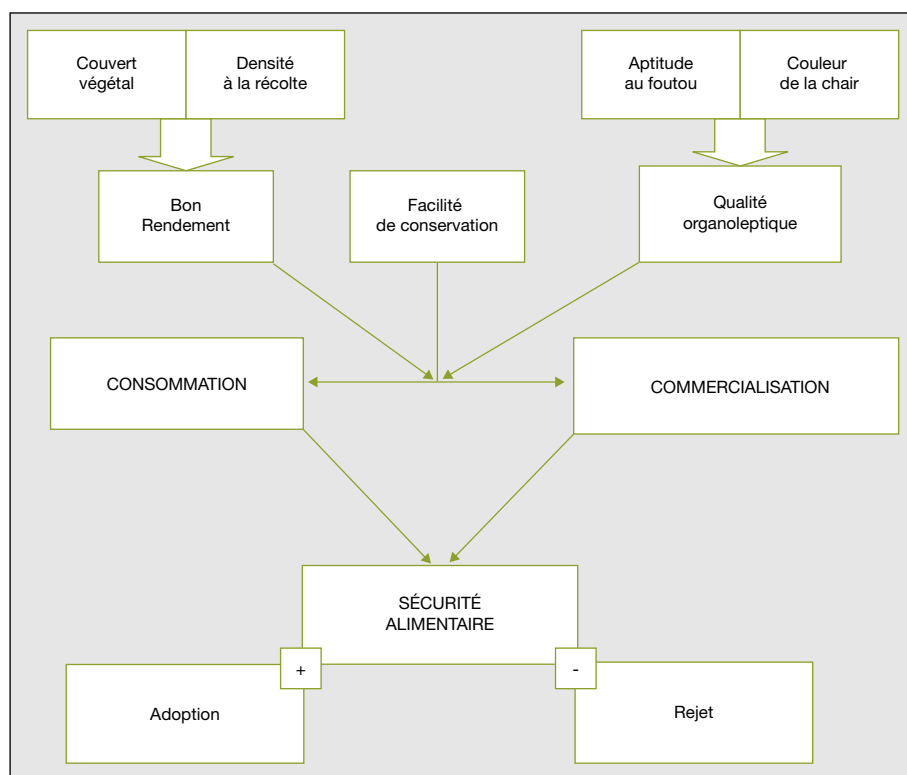 Couvert
végétal
Densité
à la récolte
Aptitude
au foutou
Couleur
de la chair
Bon
Rendement
Facilité
de conservation
Qualité
organoleptique
CONSOMMATION
COMMERCIALISATION
SÉCURITÉ
ALIMENTAIRE
+
-
Adoption
Rejet